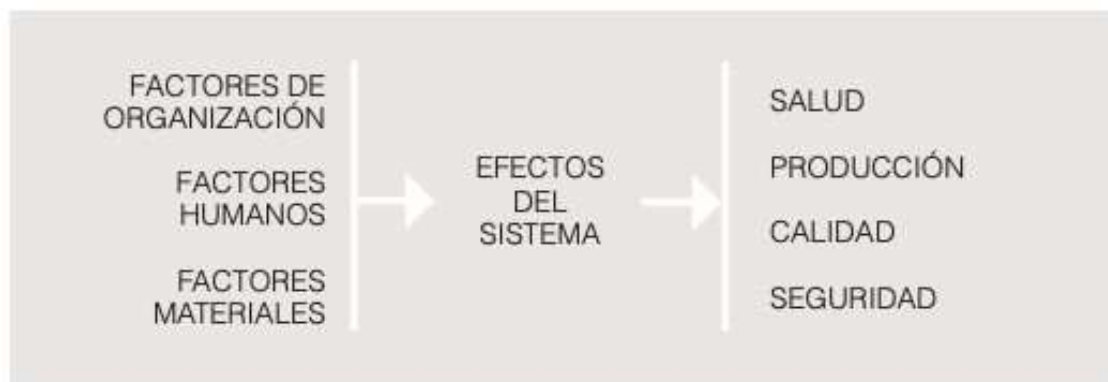 FACTORES DE
ORGANIZACIÓN
FACTORES
HUMANOS
FACTORES
MATERIALES
EFECTOS
DEL
SISTEMA
SALUD
PRODUCCIÓN
CALIDAD
SEGURIDAD